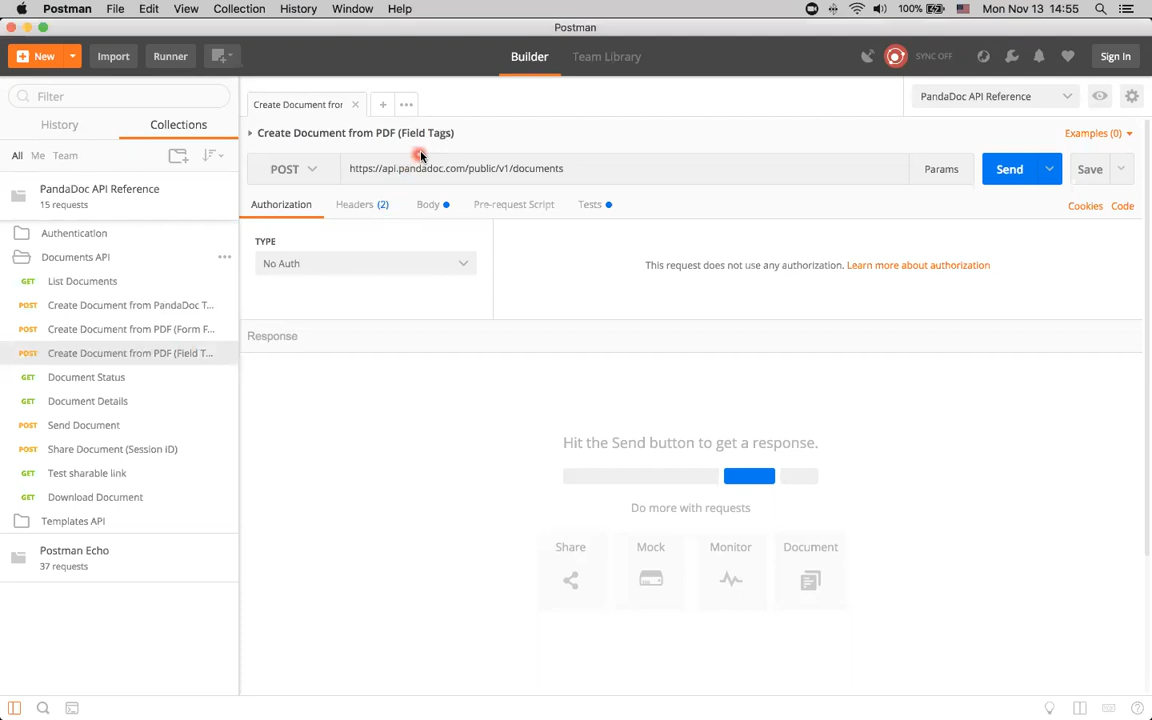 Postman File Edit View Collection History Window Help 100% Mon Nov 13 14:55
Postman
New Import Runner Builder Team Library SYNC OFF Sign In
Filter
History Collections
All Me Team
PandaDoc API Reference
15 requests
Authentication
Documents API
GET List Documents
POST Create Document from PandaDoc T...
POST Create Document from PDF (Form F...
POST Create Document from PDF (Field T...
GET Document Status
GET Document Details
POST Send Document
POST Share Document (Session ID)
GET Test sharable link
GET Download Document
Templates API
Postman Echo
37 requests
Create Document fror
PandaDoc API Reference
Create Document from PDF (Field Tags)
Examples (0)
POST https://api.pandadoc.com/public/v1/documents Params Send Save
Authorization Headers (2) Body Pre-request Script Tests Cookies Code
TYPE
No Auth
This request does not use any authorization. Learn more about authorization
Response
Hit the Send button to get a response.
Do more with requests
Share Mock Monitor Document